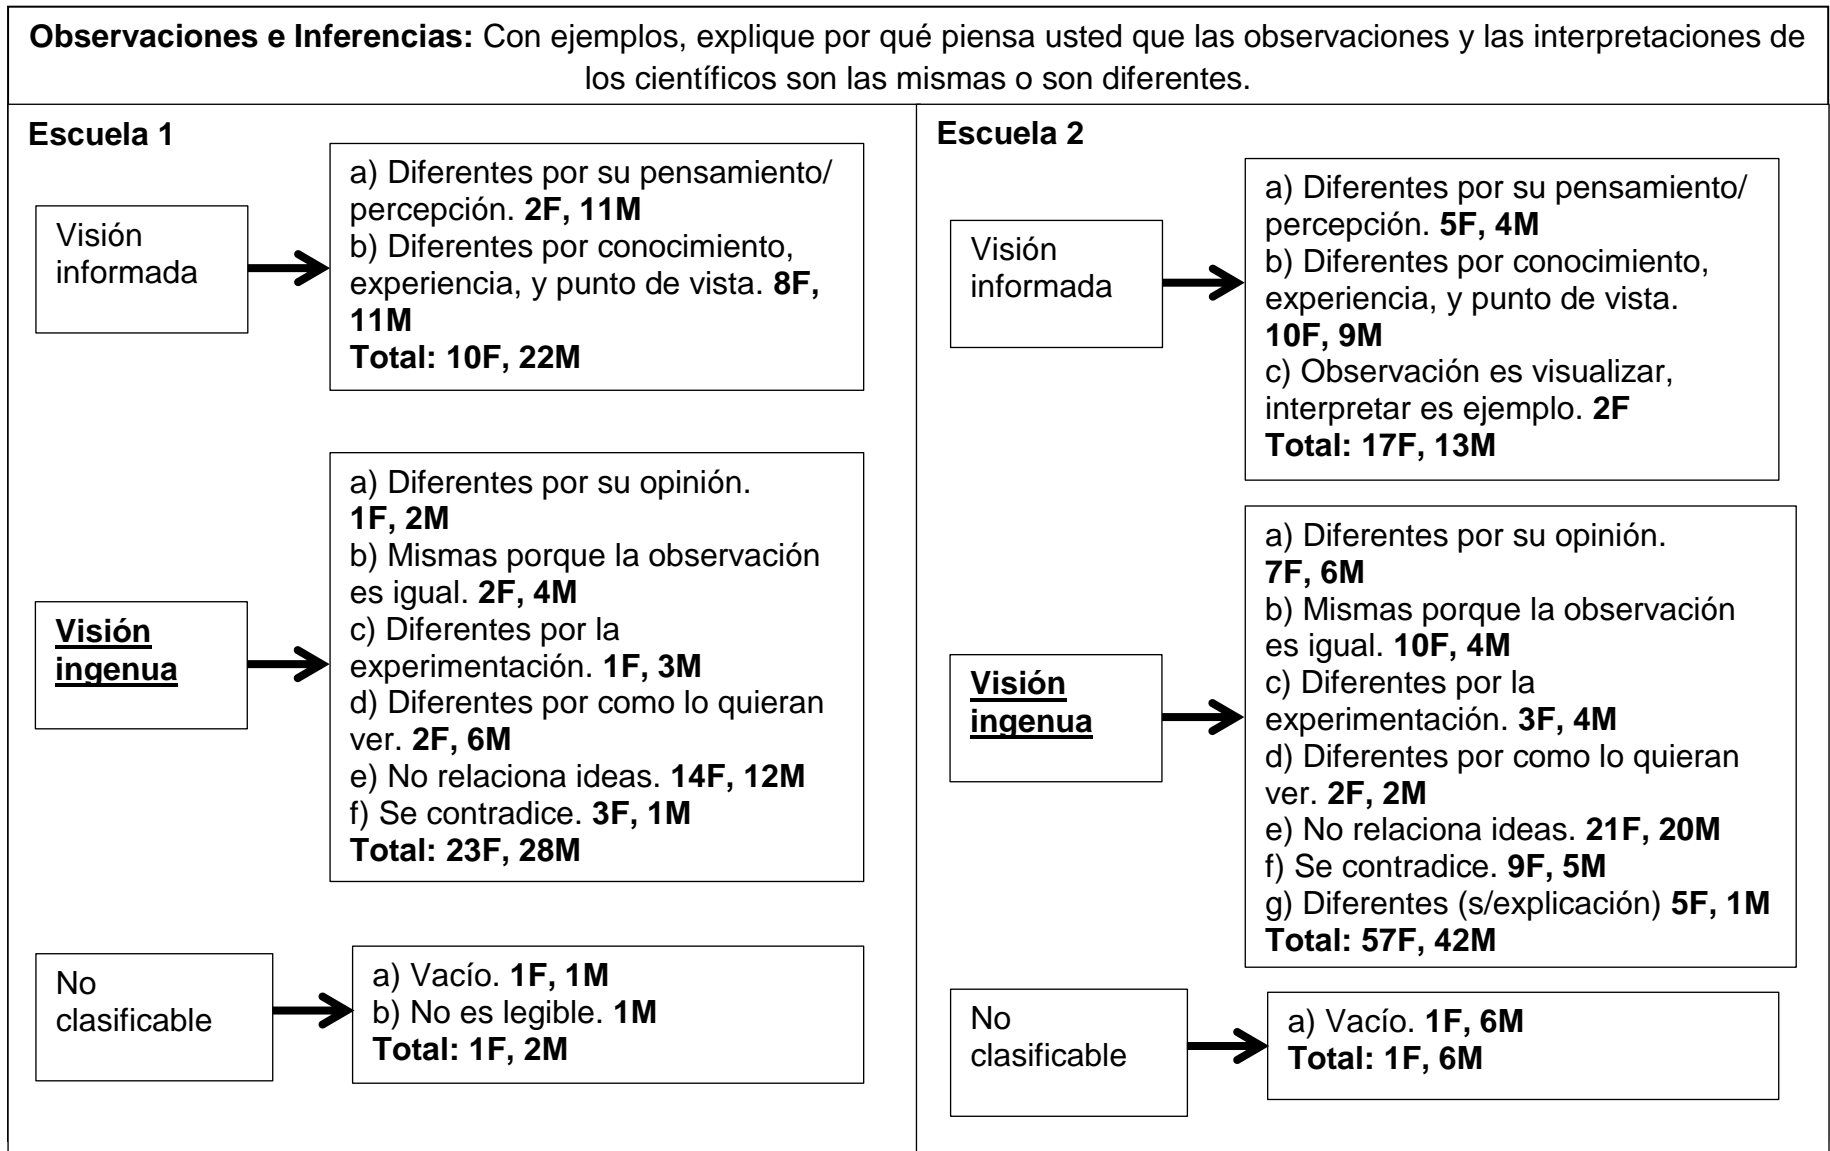 Observaciones e Inferencias: Con ejemplos, explique por qué piensa usted que las observaciones y las interpretaciones de
los científicos son las mismas o son diferentes.
Escuela 1
Visión
informada
a) Diferentes por su pensamiento/
percepción. 2F, 11M
b) Diferentes por conocimiento,
experiencia, y punto de vista. 8F,
11M
Total: 10F, 22M
Visión
ingenua
a) Diferentes por su opinión.
1F, 2M
b) Mismas porque la observación
es igual. 2F, 4M
c) Diferentes por la
experimentación. 1F, 3M
d) Diferentes por como lo quieran
ver. 2F, 6M
e) No relaciona ideas. 14F, 12M
f) Se contradice. 3F, 1M
Total: 23F, 28M
No
clasificable
a) Vacío. 1F, 1M
b) No es legible. 1M
Total: 1F, 2M
Escuela 2
Visión
informada
a) Diferentes por su pensamiento/
percepción. 5F, 4M
b) Diferentes por conocimiento,
experiencia, y punto de vista.
10F, 9M
c) Observación es visualizar,
interpretar es ejemplo. 2F
Total: 17F, 13M
Visión
ingenua
a) Diferentes por su opinión.
7F, 6M
b) Mismas porque la observación
es igual. 10F, 4M
c) Diferentes por la
experimentación. 3F, 4M
d) Diferentes por como lo quieran
ver. 2F, 2M
e) No relaciona ideas. 21F, 20M
f) Se contradice. 9F, 5M
g) Diferentes (s/explicación) 5F, 1M
Total: 57F, 42M
No
clasificable
a) Vacío. 1F, 6M
Total: 1F, 6M